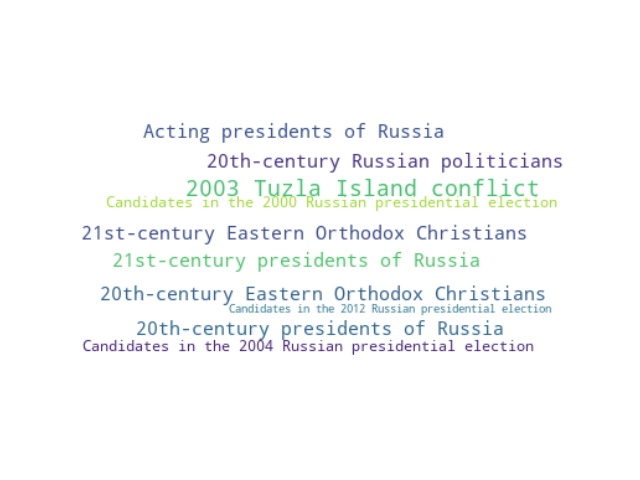 Acting presidents of Russia
20th-century Russian politicians
2003 Tuzla Island conflict
Candidates in the 2000 Russian presidential election
21st-century Eastern Orthodox Christians
21st-century presidents of Russia
20th-century Eastern Orthodox Christians
Candidates in the 2012 Russian presidential election
20th-century presidents of Russia
Candidates in the 2004 Russian presidential election